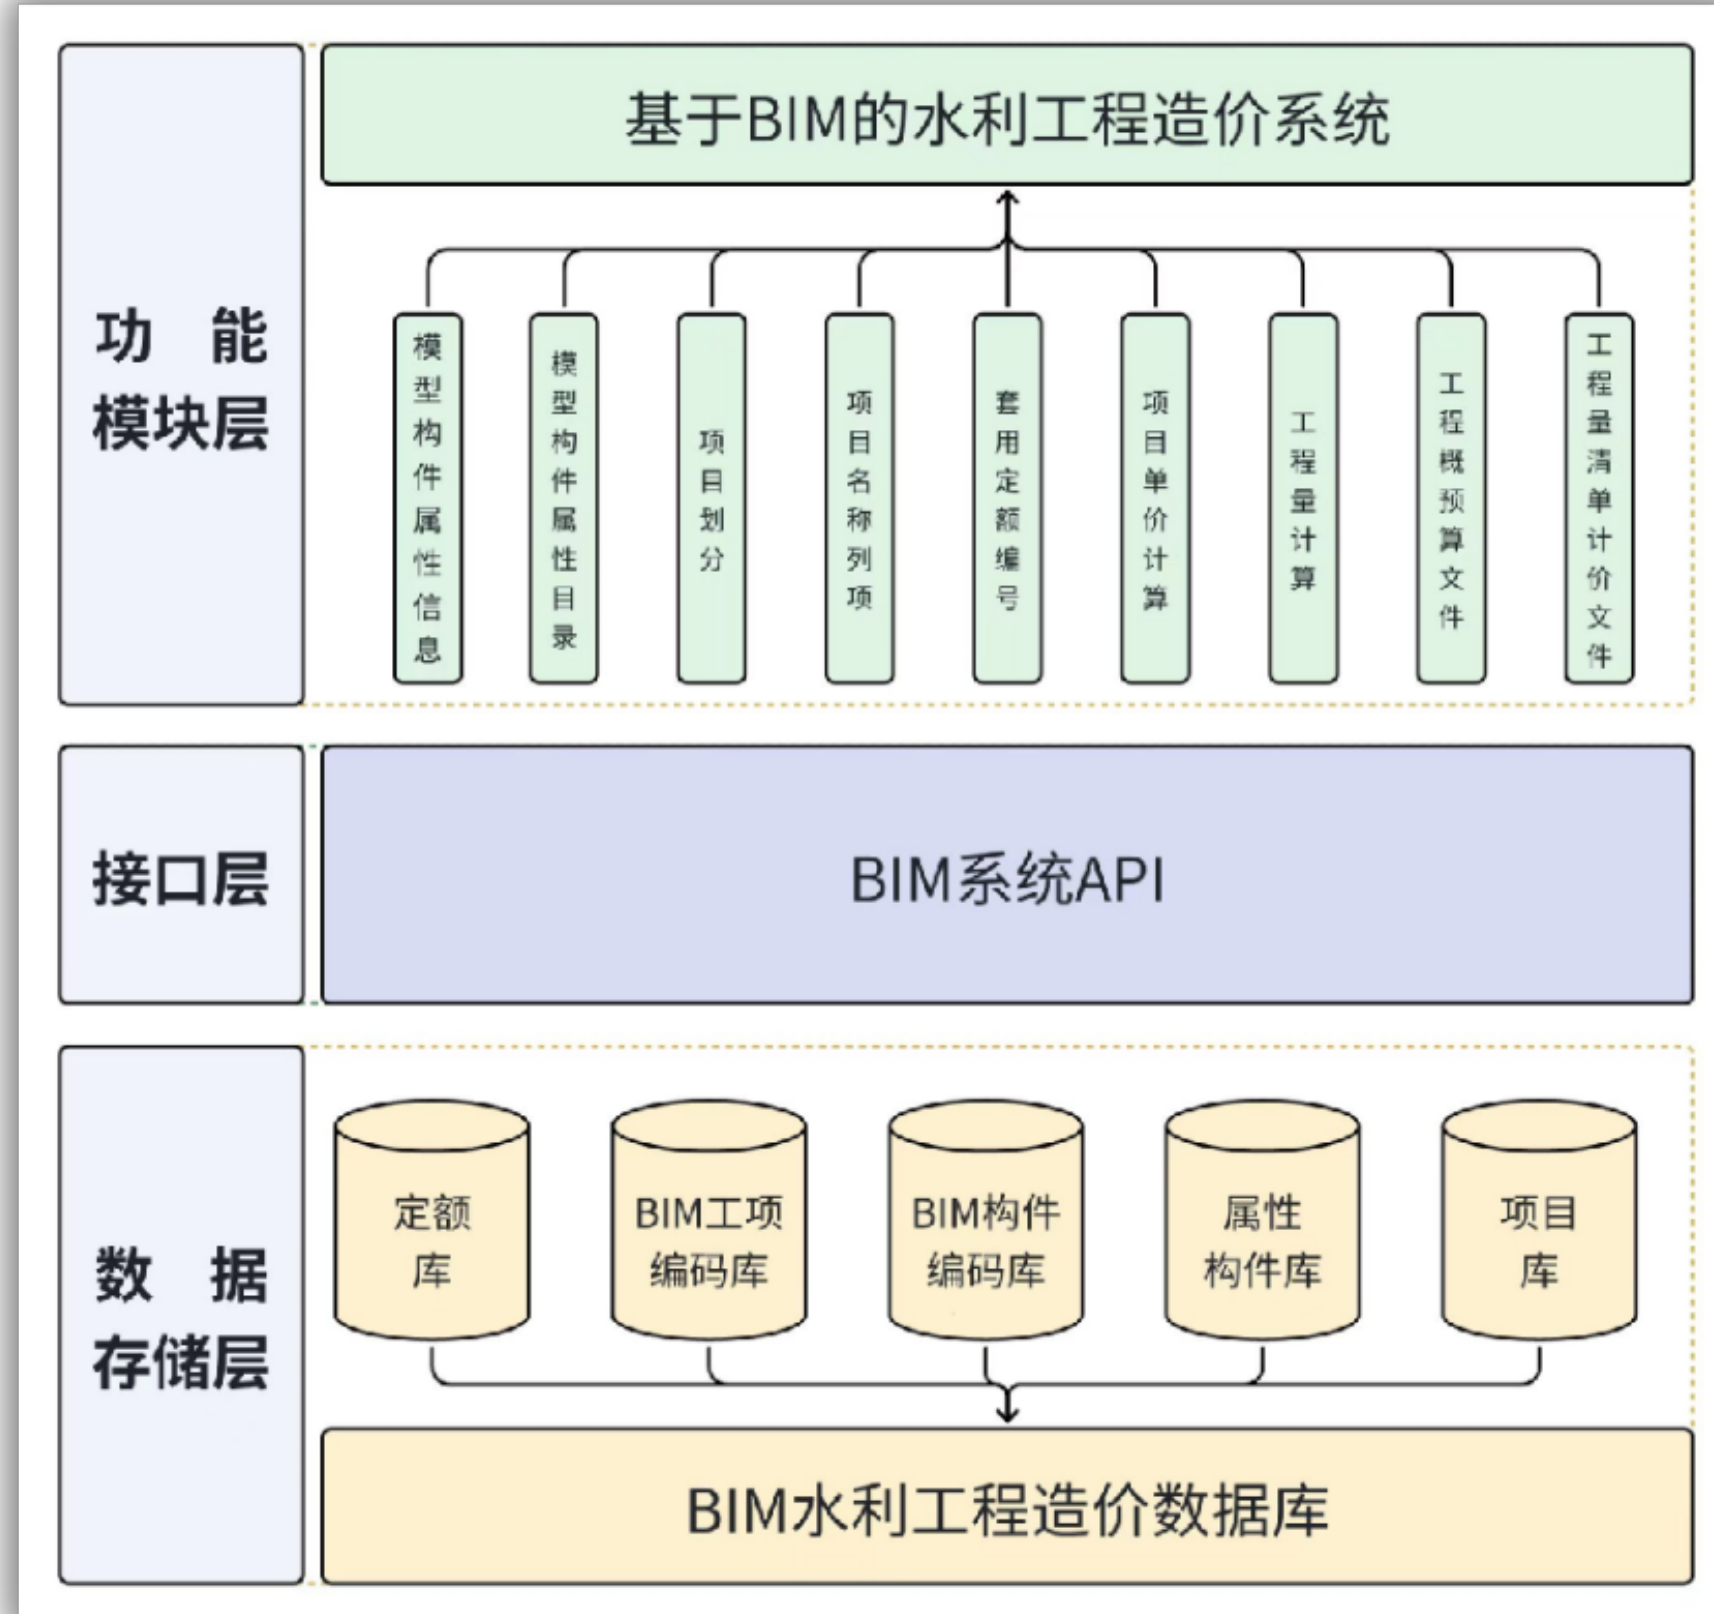 功 能
模块层
基于BIM的水利工程造价系统
模型构件属性信息
模型构件属性目录
项目划分
项目名称列项
套用定额编号
项目单价计算
工程量计算
工程概预算文件
工程量清单计价文件
接口层
BIM系统API
数 据
存储层
定额
库
BIM工项
编码库
BIM构件
编码库
属性
构件库
项目
库
BIM水利工程造价数据库